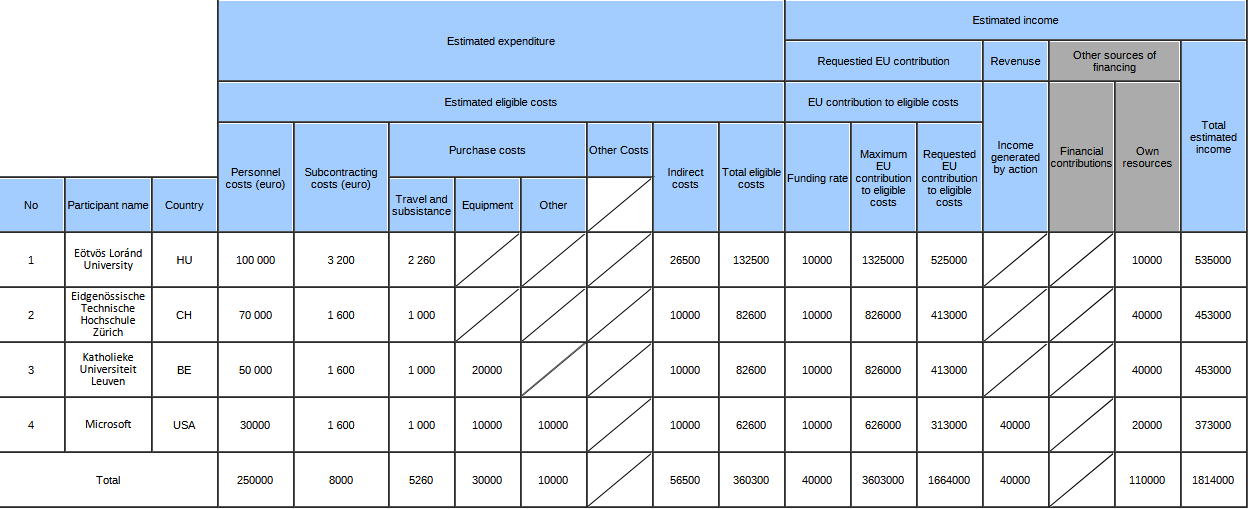 Estimated expenditure
Estimated income
Requestied EU contribution
Revenuse
Other sources of
financing
Estimated eligible costs
EU contribution to eligible costs
Personnel
costs (euro)
Subcontracting
costs (euro)
Purchase costs
Other Costs
Indirect
costs
Total eligible
costs
Funding rate
Maximum
EU
contribution
to eligible
costs
Requested
EU
contribution
to eligible
costs
Income
generated
by action
Financial
contributions
Own
resources
Total
estimated
income
No
Participant name
Country
Travel and
subsistance
Equipment
Other
1
Eötvös Loránd
University
HU
100 000
3 200
2 260
26500
132500
10000
1325000
525000
10000
535000
2
Eidgenössische
Technische
Hochschule
Zürich
CH
70 000
1 600
1 000
10000
82600
10000
826000
413000
40000
453000
3
Katholieke
Universiteit
Leuven
BE
50 000
1 600
1 000
20000
10000
82600
10000
826000
413000
40000
453000
4
Microsoft
USA
30000
1 600
1 000
10000
10000
10000
62600
10000
626000
313000
40000
20000
373000
Total
250000
8000
5260
30000
10000
56500
360300
40000
3603000
1664000
40000
110000
1814000